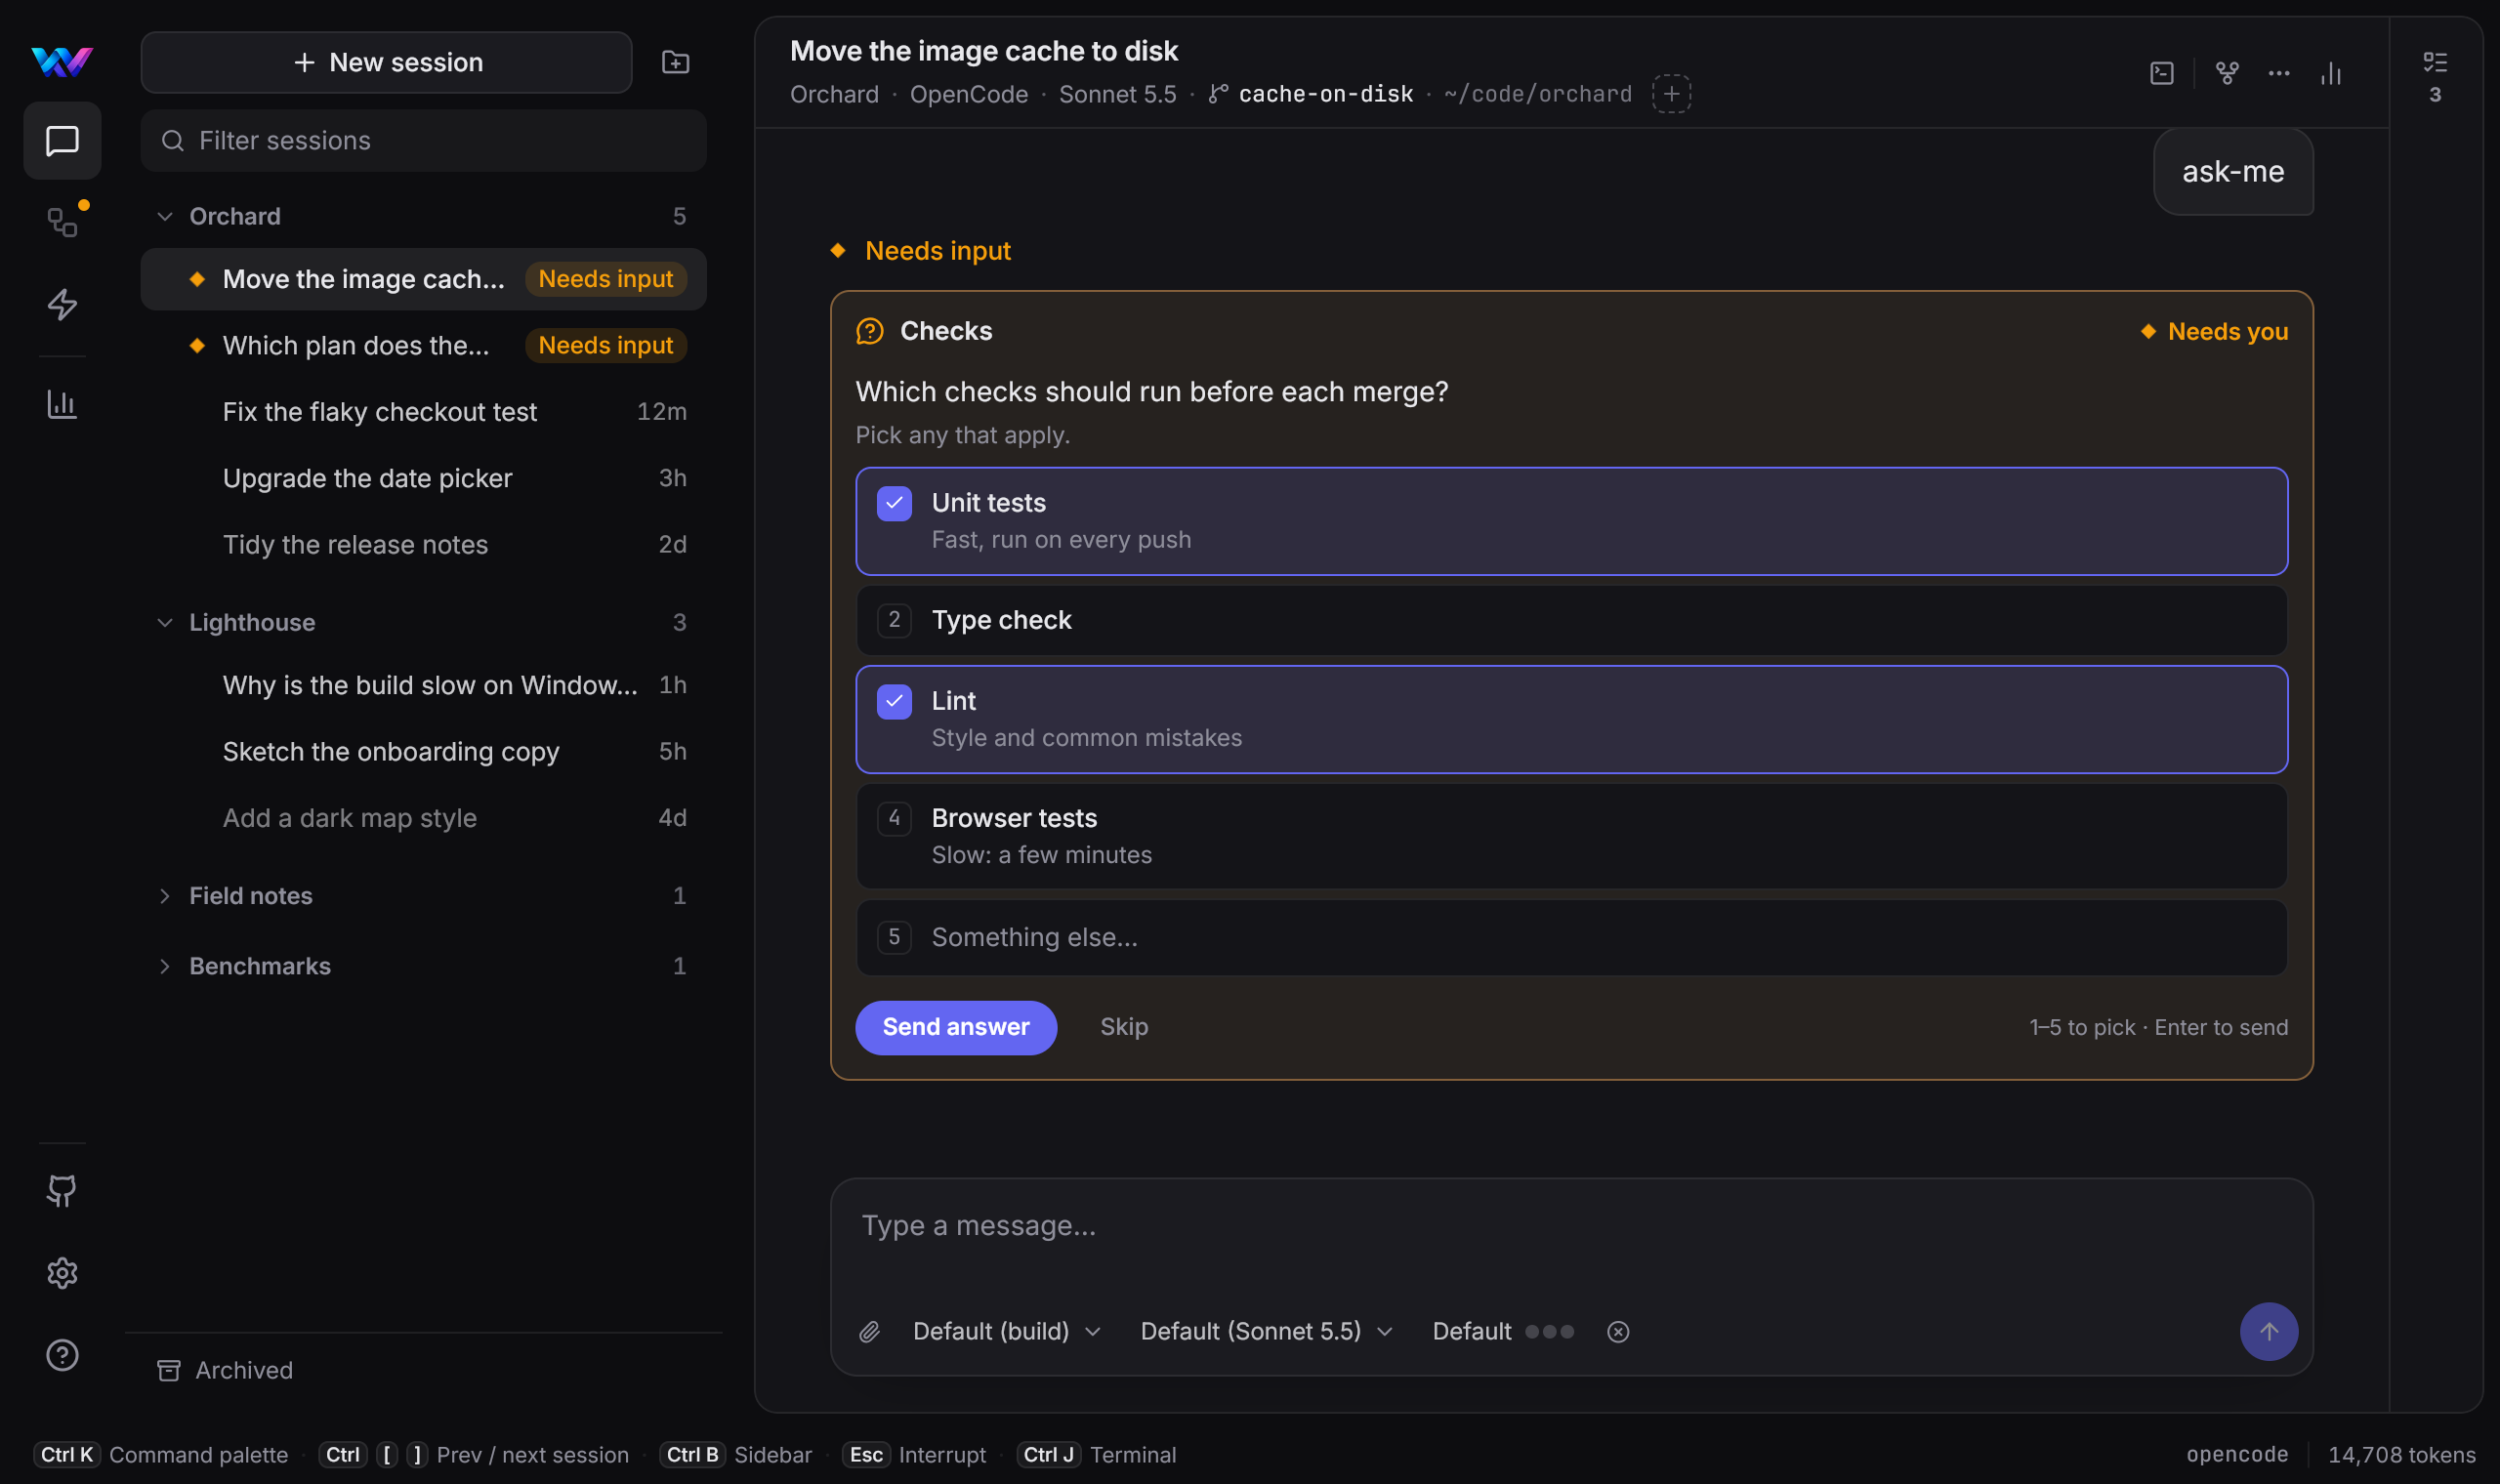 New session
Filter sessions
Orchard 5
Move the image cach... Needs input
Which plan does the... Needs input
Fix the flaky checkout test 12m
Upgrade the date picker 3h
Tidy the release notes 2d
Lighthouse 3
Why is the build slow on Window... 1h
Sketch the onboarding copy 5h
Add a dark map style 4d
Field notes 1
Benchmarks 1
Archived
Move the image cache to disk
Orchard · OpenCode · Sonnet 5.5 · cache-on-disk · ~/code/orchard
3
ask-me
Needs input
Checks Needs you
Which checks should run before each merge?
Pick any that apply.
Unit tests
Fast, run on every push
2 Type check
Lint
Style and common mistakes
4 Browser tests
Slow: a few minutes
5 Something else...
Send answer Skip 1–5 to pick · Enter to send
Type a message...
Default (build) Default (Sonnet 5.5) Default
Ctrl K Command palette · Ctrl [ ] Prev / next session · Ctrl B Sidebar · Esc Interrupt · Ctrl J Terminal opencode 14,708 tokens